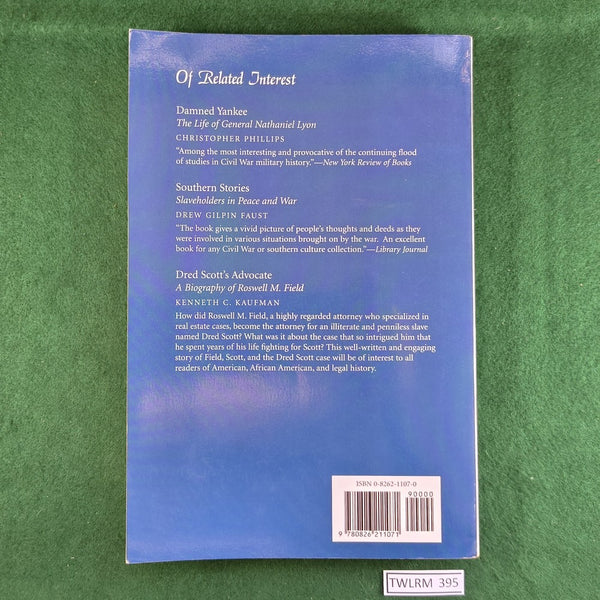 Of Related Interest
Damned Yankee
The Life of General Nathaniel Lyon
CHRISTOPHER PHILLIPS
“Among the most interesting and provocative of the continuing flood
of studies in Civil War military history.”—New York Review of Books
Southern Stories
Slaveholders in Peace and War
DREW GILPIN FAUST
“The book gives a vivid picture of people’s thoughts and deeds as they
were involved in various situations brought on by the war. An excellent
book for any Civil War or southern culture collection.”—Library Journal
Dred Scott’s Advocate
A Biography of Roswell M. Field
KENNETH C. KAUFMAN
How did Roswell M. Field, a highly regarded attorney who specialized in
real estate cases, become the attorney for an illiterate and penniless slave
named Dred Scott? What was it about the case that so intrigued him that
he spent years of his life fighting for Scott? This well-written and engaging
story of Field, Scott, and the Dred Scott case will be of interest to all
readers of American, African American, and legal history.
ISBN 0-8262-1107-0
90000
9 780826 211071
TWLRM 395